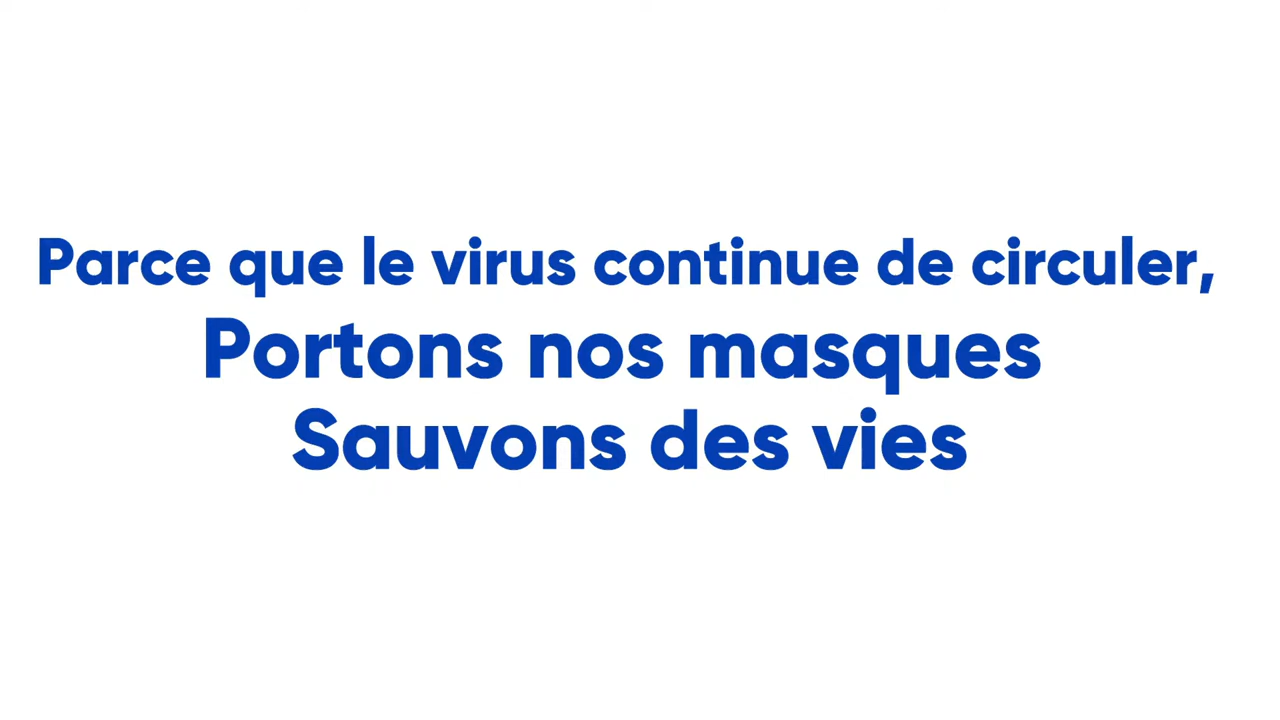 Parce que le virus continue de circuler,
Portons nos masques
Sauvons des vies